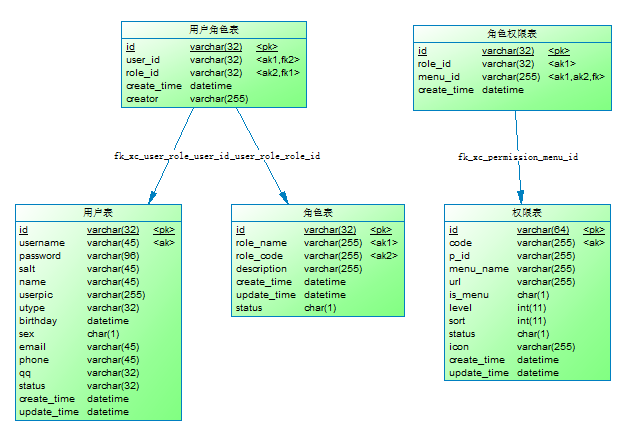 用户角色表
id varchar(32) <pk>
user_id varchar(32) <ak1,fk2>
role_id varchar(32) <ak2,fk1>
create_time datetime
creator varchar(255)
角色权限表
id varchar(32) <pk>
role_id varchar(32) <ak1>
menu_id varchar(255) <ak1,ak2,fk>
create_time datetime
fk_xc_user_role_user_id_user_role_role_id
fk_xc_permission_menu_id
用户表
id varchar(32) <pk>
username varchar(45) <ak>
password varchar(96)
salt varchar(45)
name varchar(45)
userpic varchar(255)
utype varchar(32)
birthday datetime
sex char(1)
email varchar(45)
phone varchar(45)
qq varchar(32)
status varchar(32)
create_time datetime
update_time datetime
角色表
id varchar(32) <pk>
role_name varchar(255) <ak1>
role_code varchar(255) <ak2>
description varchar(255)
create_time datetime
update_time datetime
status char(1)
权限表
id varchar(64) <pk>
code varchar(255) <ak>
p_id varchar(255)
menu_name varchar(255)
url varchar(255)
is_menu char(1)
level int(11)
sort int(11)
status char(1)
icon varchar(255)
create_time datetime
update_time datetime